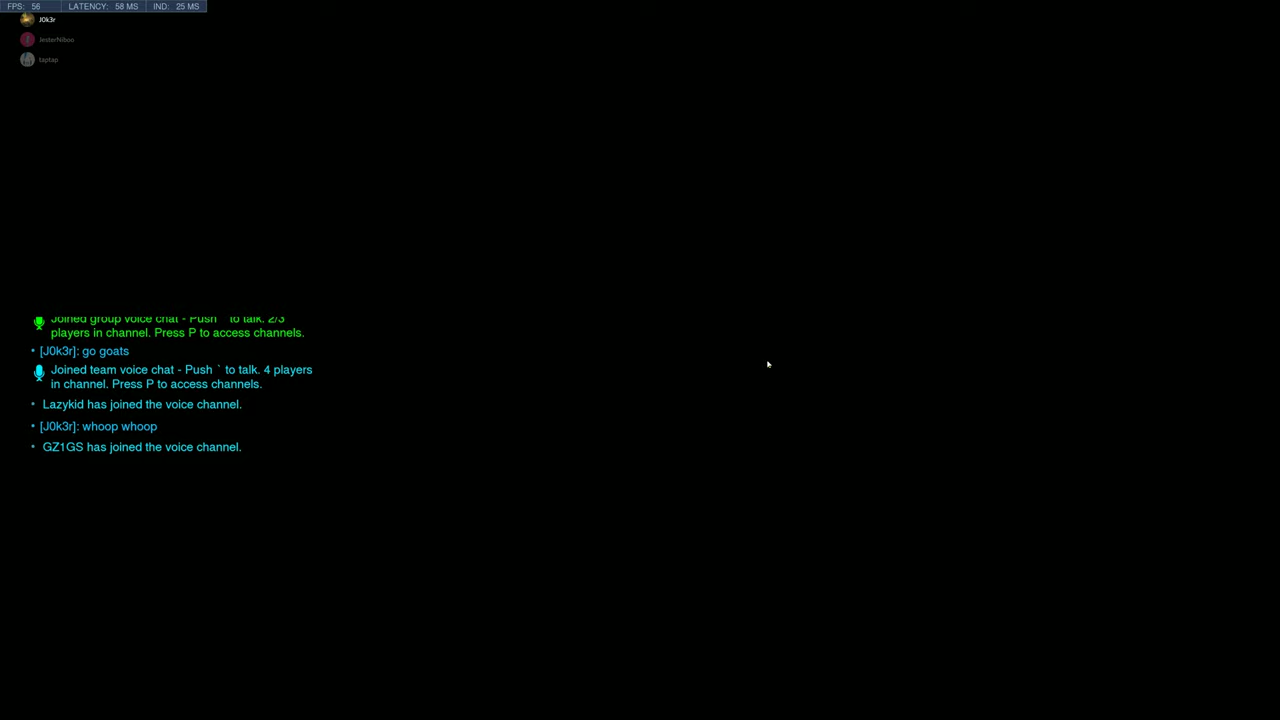 FPS: 56 LATENCY: 58 MS IND: 25 MS
J0k3r
JesterNiboo
taptap
Joined group voice chat - Push ` to talk. 2/3
players in channel. Press P to access channels.
• [J0k3r]: go goats
Joined team voice chat - Push ` to talk. 4 players
in channel. Press P to access channels.
• Lazykid has joined the voice channel.
• [J0k3r]: whoop whoop
• GZ1GS has joined the voice channel.